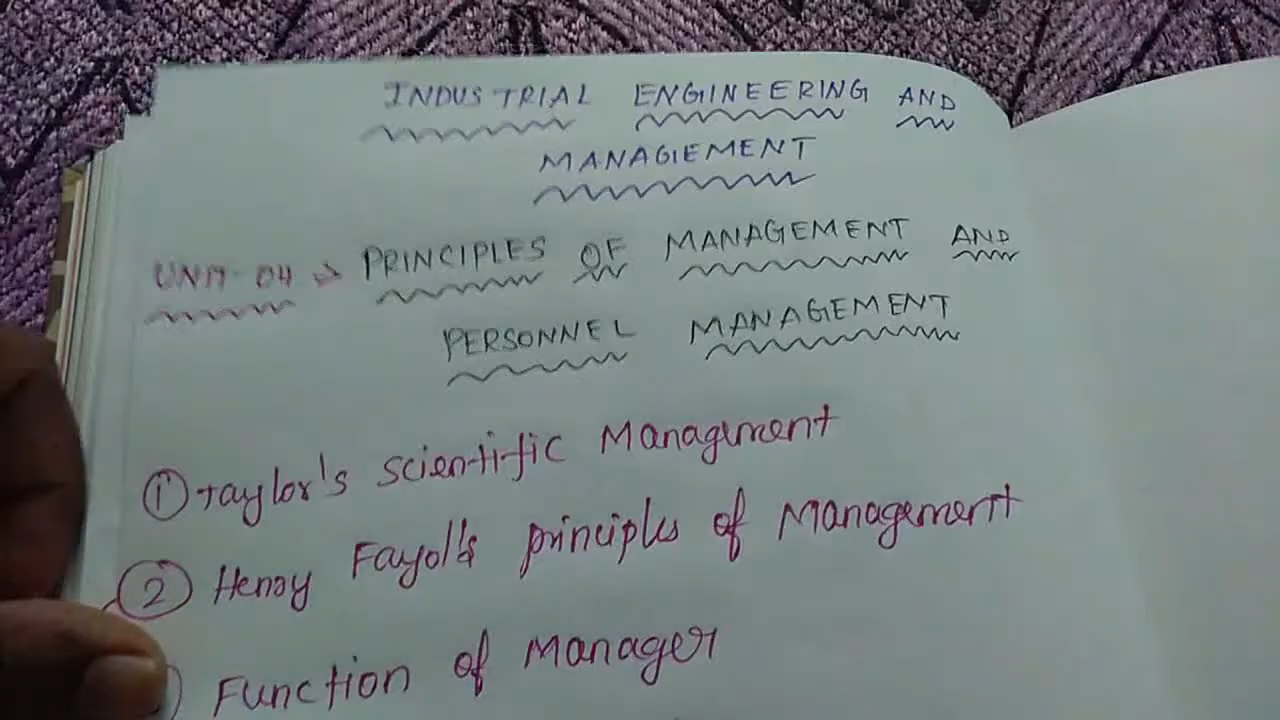 INDUSTRIAL ENGINEERING AND
MANAGEMENT
UNIT-04 → PRINCIPLES OF MANAGEMENT AND
PERSONNEL MANAGEMENT
① Taylor's Scientific Management
② Henry Fayol's principles of Management
Function of Manager